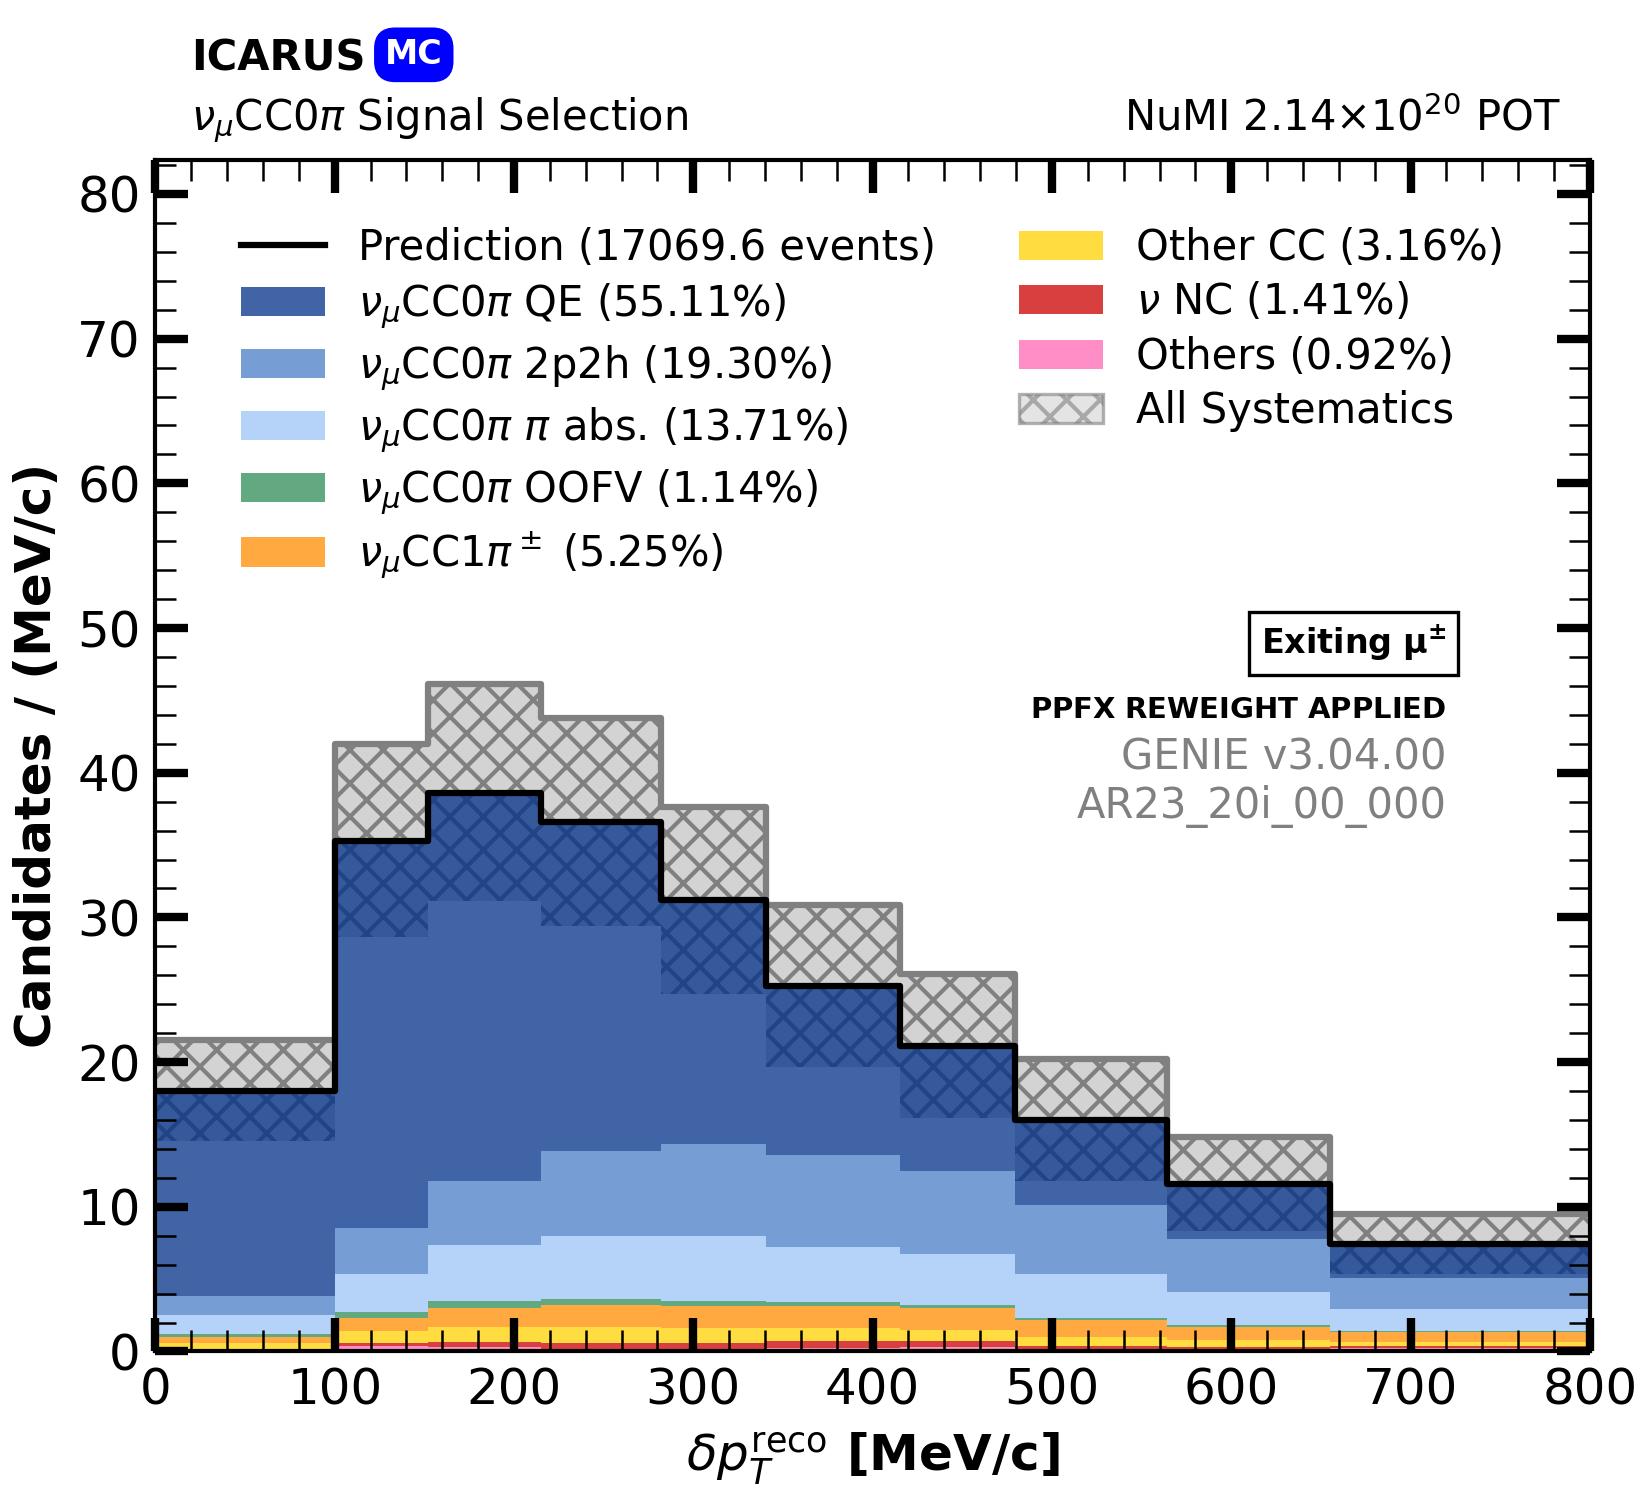 ICARUS MC
νμCC0π Signal Selection
NuMI 2.14×10²⁰ POT
Prediction (17069.6 events)
νμCC0π QE (55.11%)
νμCC0π 2p2h (19.30%)
νμCC0π π abs. (13.71%)
νμCC0π OOFV (1.14%)
νμCC1π± (5.25%)
Other CC (3.16%)
ν NC (1.41%)
Others (0.92%)
All Systematics
Exiting μ±
PPFX REWEIGHT APPLIED
GENIE v3.04.00
AR23_20i_00_000
Candidates / (MeV/c)
80
70
60
50
40
30
20
10
0
0 100 200 300 400 500 600 700 800
δp_T^reco [MeV/c]